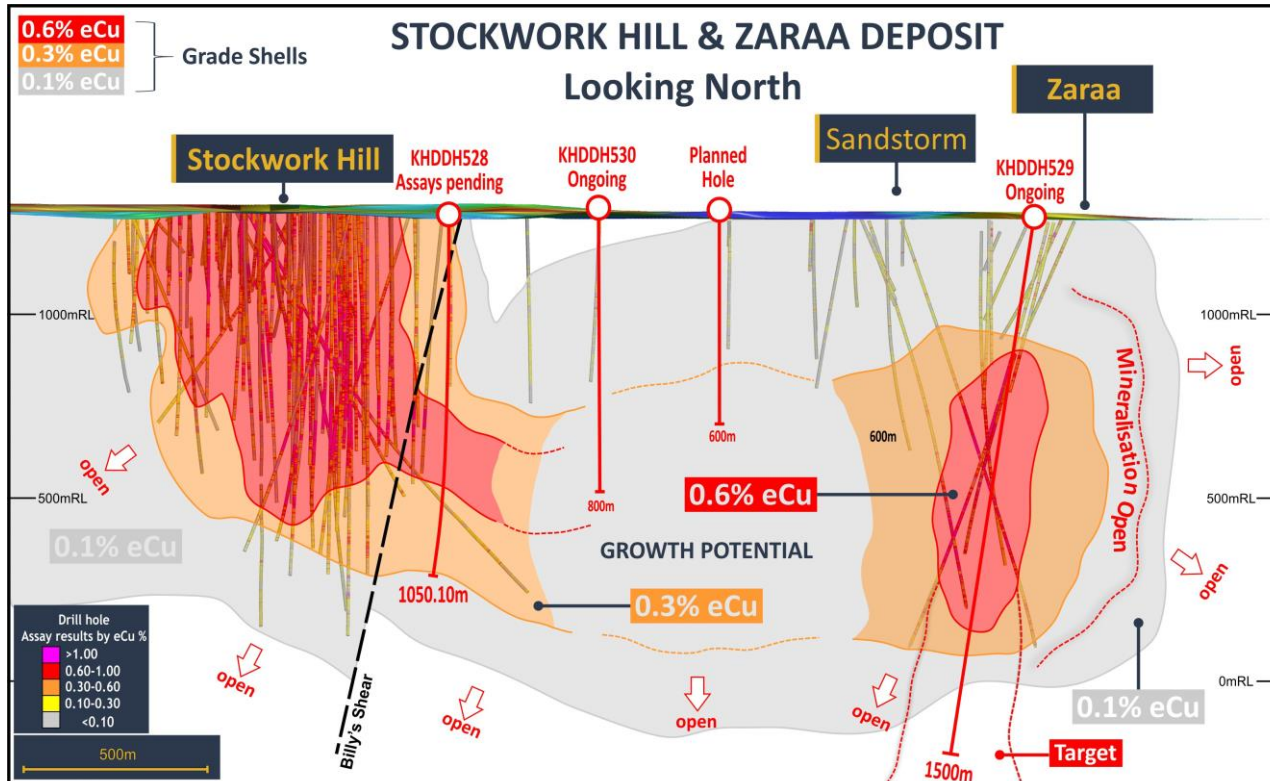 0.6% eCu
0.3% eCu
0.1% eCu
Grade Shells
STOCKWORK HILL & ZARAA DEPOSIT
Looking North
Stockwork Hill
KHDDH528
Assays pending
KHDDH530
Ongoing
Planned
Hole
Sandstorm
Zaraa
KHDDH529
Ongoing
1000mRL
1000mRL
open
Mineralisation Open
600m
600m
open
500mRL
500mRL
0.6% eCu
800m
0.1% eCu
GROWTH POTENTIAL
open
1050.10m
0.3% eCu
Drill hole
Assay results by eCu %
>1.00
0.60-1.00
0.30-0.60
0.10-0.30
<0.10
open
Billy's Shear
open
open
open
0mRL
0.1% eCu
500m
1500m
Target